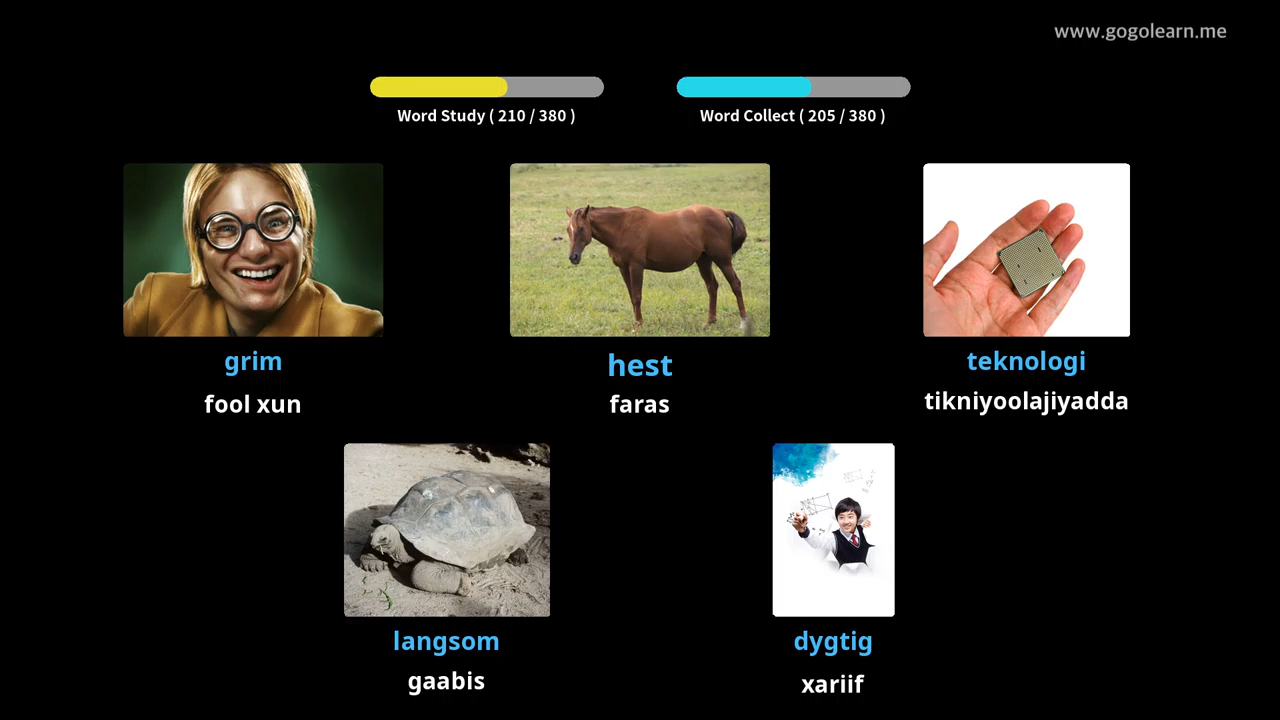 www.gogolearn.me
Word Study ( 210 / 380 )
Word Collect ( 205 / 380 )
grim
fool xun
hest
faras
teknologi
tikniyoolajiyadda
langsom
gaabis
dygtig
xariif